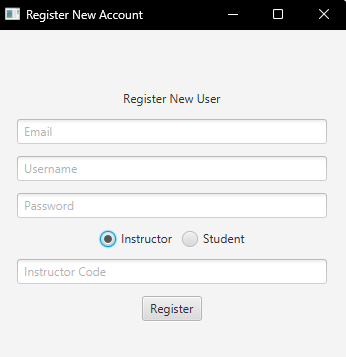 Register New Account
Register New User
Email
Username
Password
Instructor Student
Instructor Code
Register